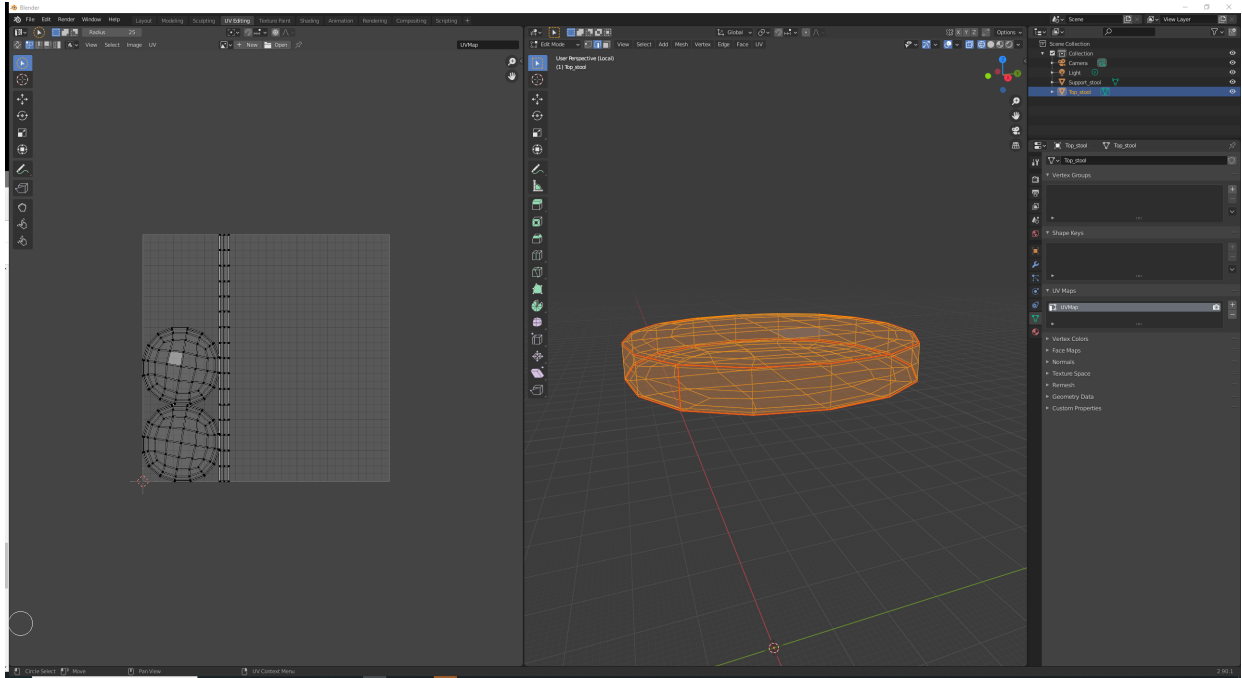 Blender
File Edit Render Window Help Layout Modeling Sculpting UV Editing Texture Paint Shading Animation Rendering Compositing Scripting + Scene View Layer
Radius 25 Global Options
View Select Image UV New Open UVMap Edit Mode View Select Add Mesh Vertex Edge Face UV
User Perspective (Local)
(1) Top_stool
Scene Collection
Collection
Camera
Light
Support_stool
Top_stool
Top_stool Top_stool
Top_stool
Vertex Groups
Shape Keys
UV Maps
UVMap
Vertex Colors
Face Maps
Normals
Texture Space
Remesh
Geometry Data
Custom Properties
Circle Select Move Pan View UV Context Menu 2.90.1